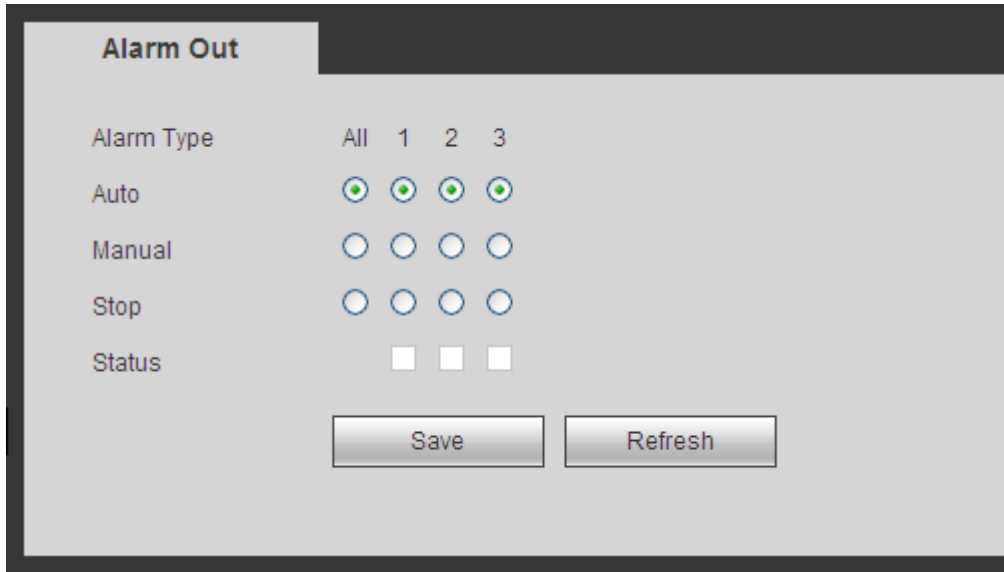 Alarm Out
Alarm Type All 1 2 3
Auto
Manual
Stop
Status
Save Refresh